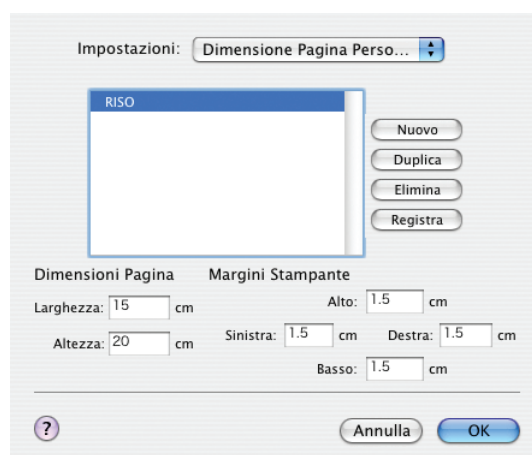 Impostazioni: Dimensione Pagina Perso...
RISO
Nuovo
Duplica
Elimina
Registra
Dimensioni Pagina
Larghezza: 15 cm
Altezza: 20 cm
Margini Stampante
Alto: 1.5 cm
Sinistra: 1.5 cm Destra: 1.5 cm
Basso: 1.5 cm
? Annulla OK